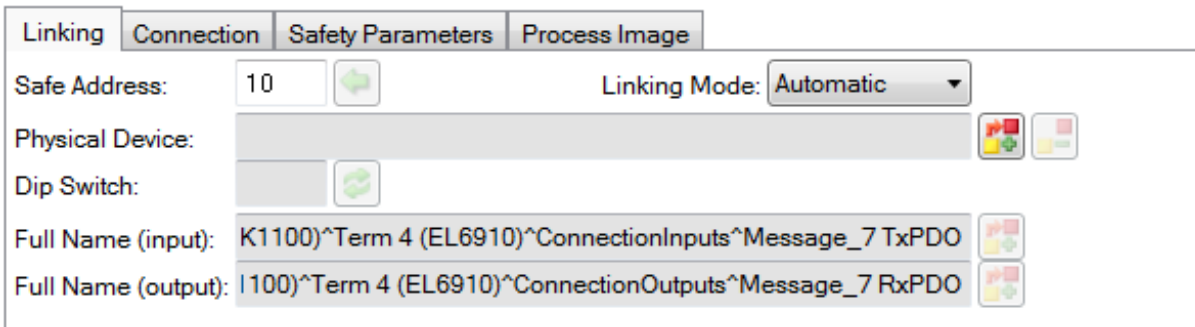 Linking Connection Safety Parameters Process Image
Safe Address: 10 Linking Mode: Automatic
Physical Device:
Dip Switch:
Full Name (input): K1100)^Term 4 (EL6910)^ConnectionInputs^Message_7 TxPDO
Full Name (output): 1100)^Term 4 (EL6910)^ConnectionOutputs^Message_7 RxPDO